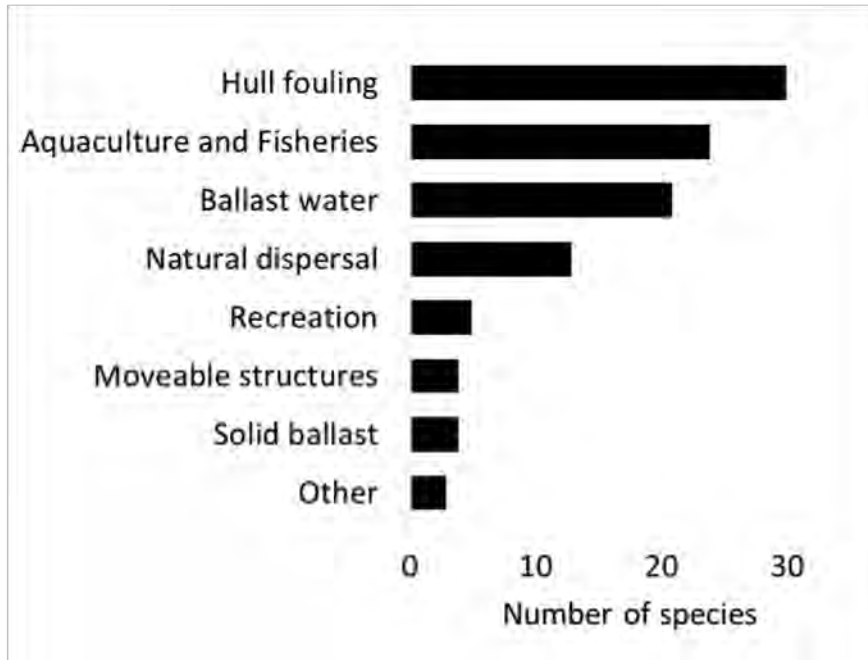 Hull fouling
Aquaculture and Fisheries
Ballast water
Natural dispersal
Recreation
Moveable structures
Solid ballast
Other
0 10 20 30
Number of species